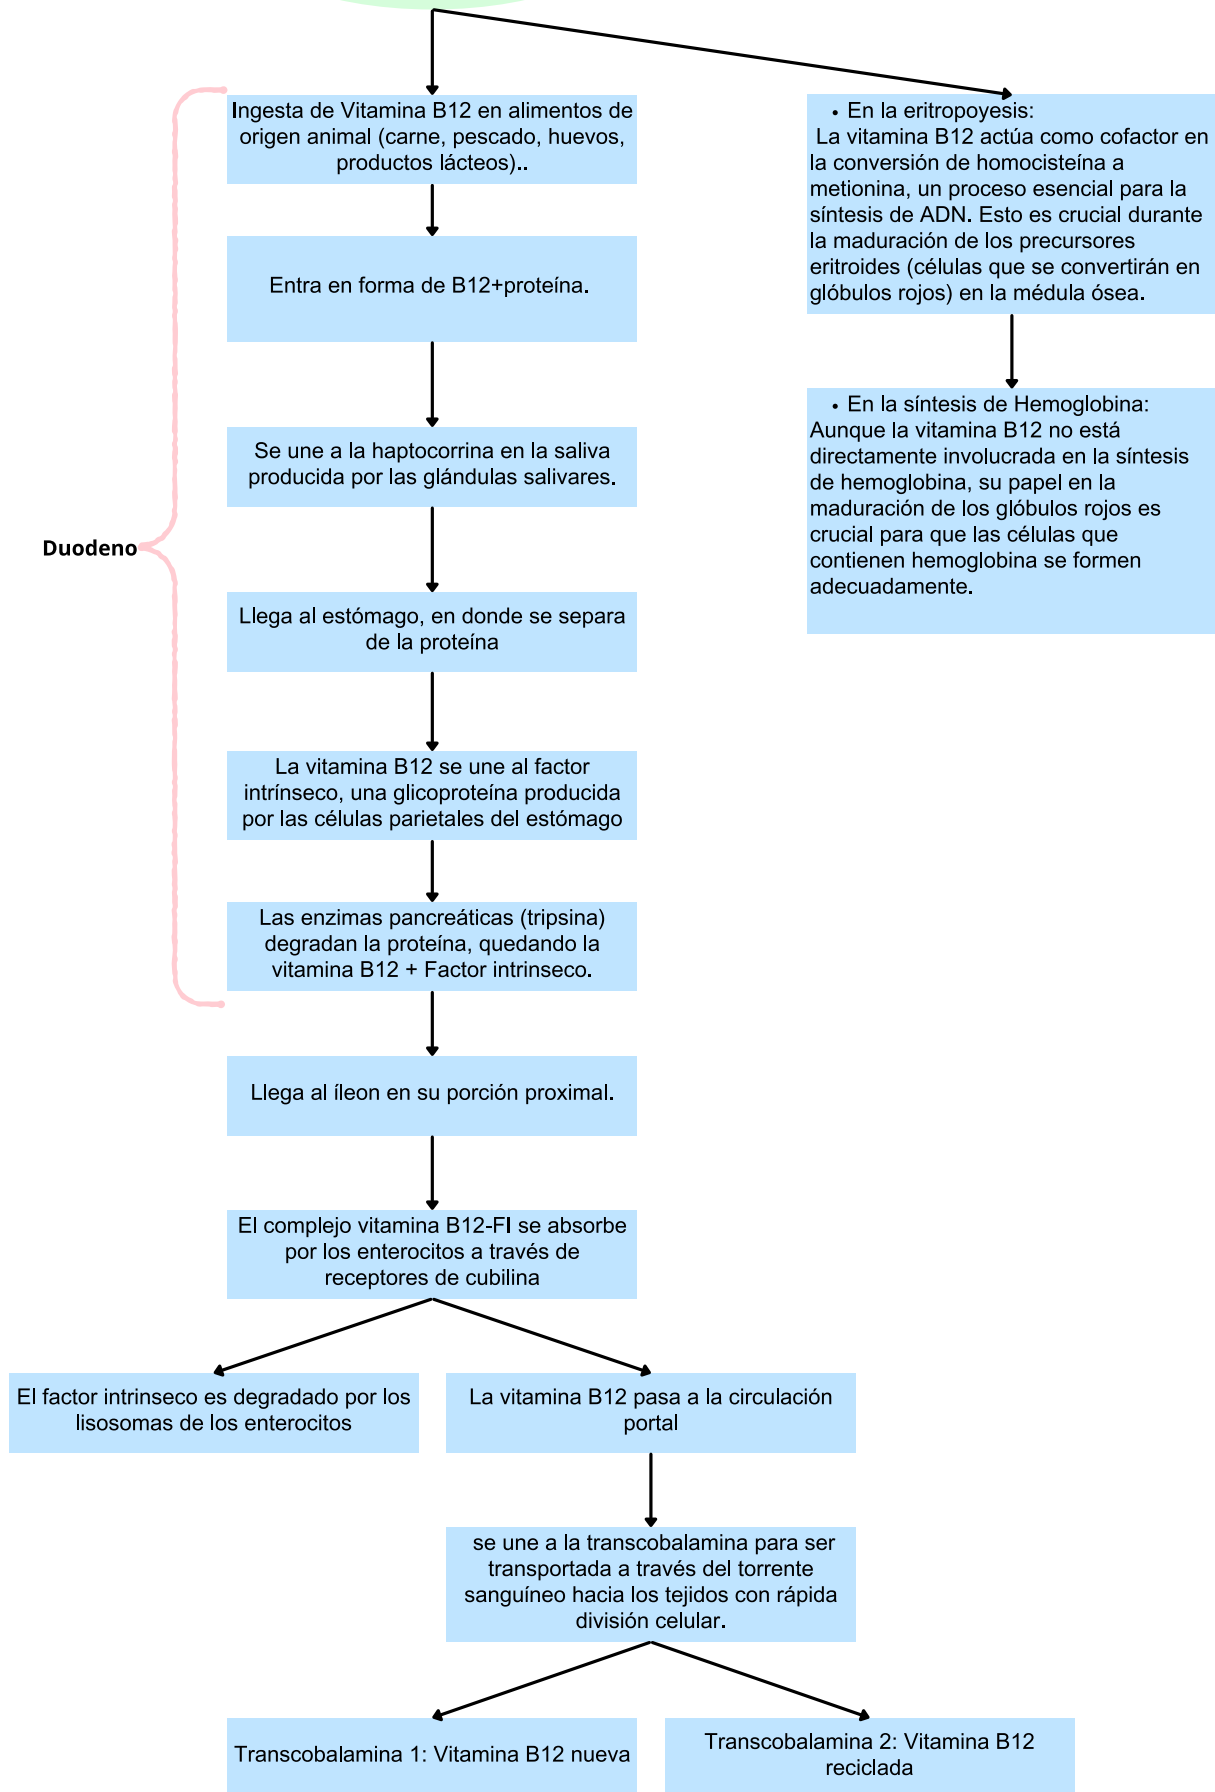 Ingesta de Vitamina B12 en alimentos de
origen animal (carne, pescado, huevos,
productos lácteos)..
• En la eritropoyesis:
La vitamina B12 actúa como cofactor en
la conversión de homocisteína a
metionina, un proceso esencial para la
síntesis de ADN. Esto es crucial durante
la maduración de los precursores
eritroides (células que se convertirán en
glóbulos rojos) en la médula ósea.
Entra en forma de B12+proteína.
• En la síntesis de Hemoglobina:
Aunque la vitamina B12 no está
directamente involucrada en la síntesis
de hemoglobina, su papel en la
maduración de los glóbulos rojos es
crucial para que las células que
contienen hemoglobina se formen
adecuadamente.
Se une a la haptocorrina en la saliva
producida por las glándulas salivares.
Duodeno
Llega al estómago, en donde se separa
de la proteína
La vitamina B12 se une al factor
intrínseco, una glicoproteína producida
por las células parietales del estómago
Las enzimas pancreáticas (tripsina)
degradan la proteína, quedando la
vitamina B12 + Factor intrinseco.
Llega al íleon en su porción proximal.
El complejo vitamina B12-FI se absorbe
por los enterocitos a través de
receptores de cubilina
El factor intrinseco es degradado por los
lisosomas de los enterocitos
La vitamina B12 pasa a la circulación
portal
se une a la transcobalamina para ser
transportada a través del torrente
sanguíneo hacia los tejidos con rápida
división celular.
Transcobalamina 1: Vitamina B12 nueva
Transcobalamina 2: Vitamina B12
reciclada